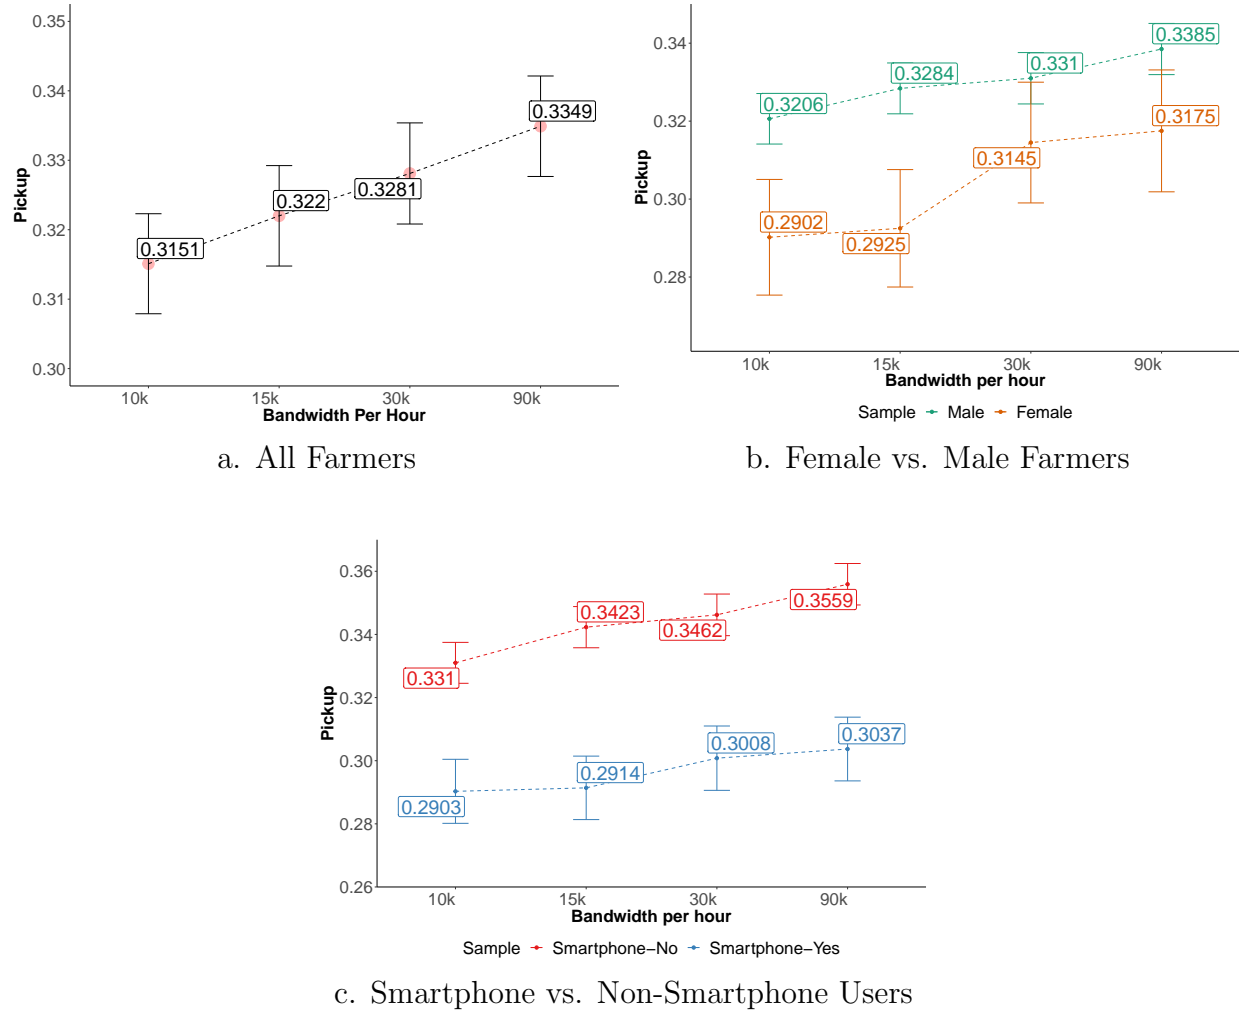 0.35
0.34
0.33
0.32
0.31
0.30
Pickup
0.3151
0.322
0.3281
0.3349
10k 15k 30k 90k
Bandwidth Per Hour
a. All Farmers
0.34
0.32
0.30
0.28
Pickup
0.3206
0.3284
0.331
0.3385
0.2902
0.2925
0.3145
0.3175
10k 15k 30k 90k
Bandwidth per hour
Sample Male Female
b. Female vs. Male Farmers
0.36
0.34
0.32
0.30
0.28
0.26
Pickup
0.331
0.3423
0.3462
0.3559
0.2903
0.2914
0.3008
0.3037
10k 15k 30k 90k
Bandwidth per hour
Sample Smartphone−No Smartphone−Yes
c. Smartphone vs. Non-Smartphone Users